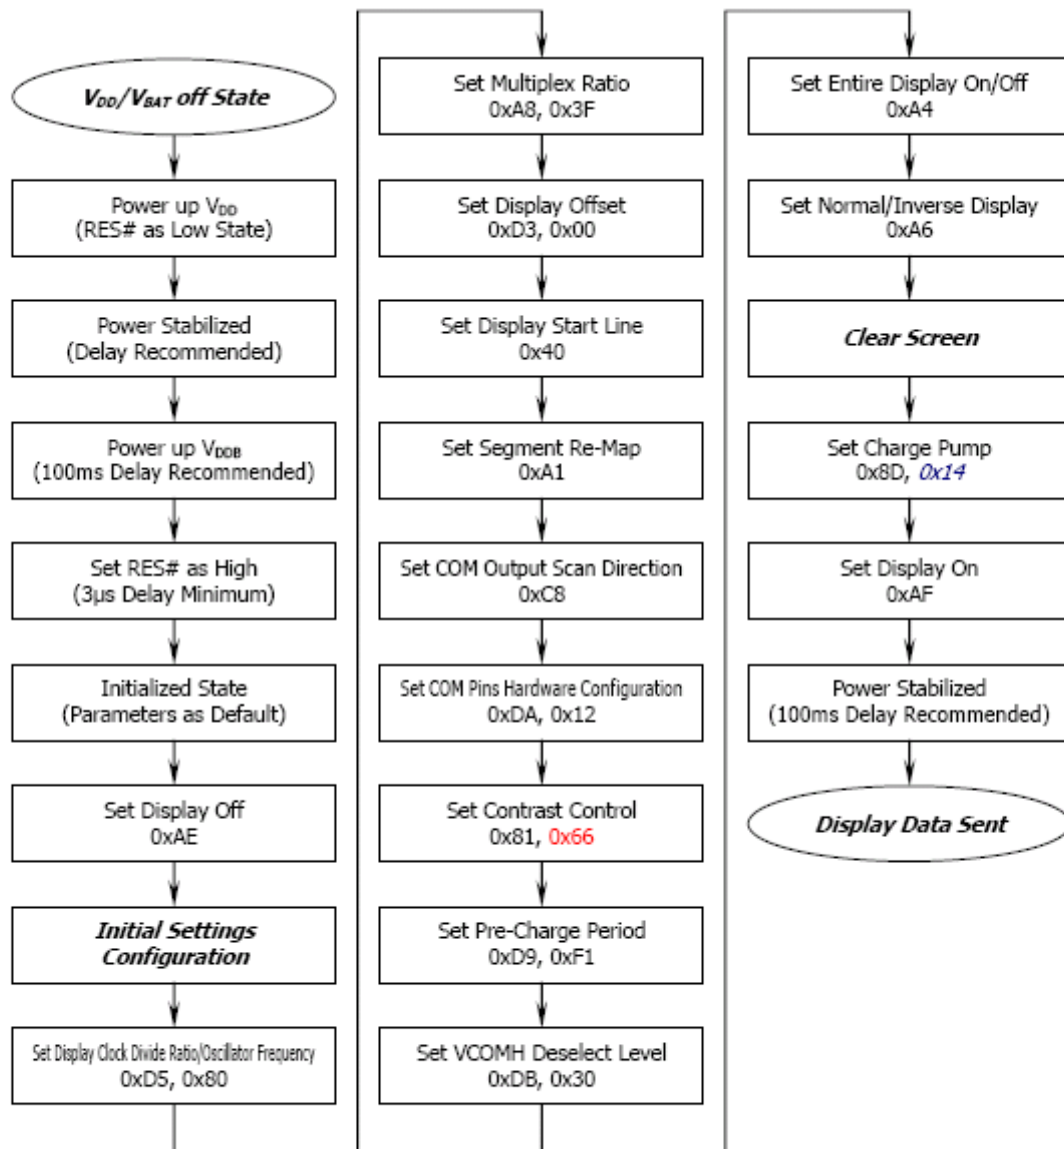 V_DD/V_BAT off State
Power up V_DD
(RES# as Low State)
Power Stabilized
(Delay Recommended)
Power up V_DDB
(100ms Delay Recommended)
Set RES# as High
(3μs Delay Minimum)
Initialized State
(Parameters as Default)
Set Display Off
0xAE
Initial Settings
Configuration
Set Display Clock Divide Ratio/Oscillator Frequency
0xD5, 0x80
Set Multiplex Ratio
0xA8, 0x3F
Set Display Offset
0xD3, 0x00
Set Display Start Line
0x40
Set Segment Re-Map
0xA1
Set COM Output Scan Direction
0xC8
Set COM Pins Hardware Configuration
0xDA, 0x12
Set Contrast Control
0x81, 0x66
Set Pre-Charge Period
0xD9, 0xF1
Set VCOMH Deselect Level
0xDB, 0x30
Set Entire Display On/Off
0xA4
Set Normal/Inverse Display
0xA6
Clear Screen
Set Charge Pump
0x8D, 0x14
Set Display On
0xAF
Power Stabilized
(100ms Delay Recommended)
Display Data Sent